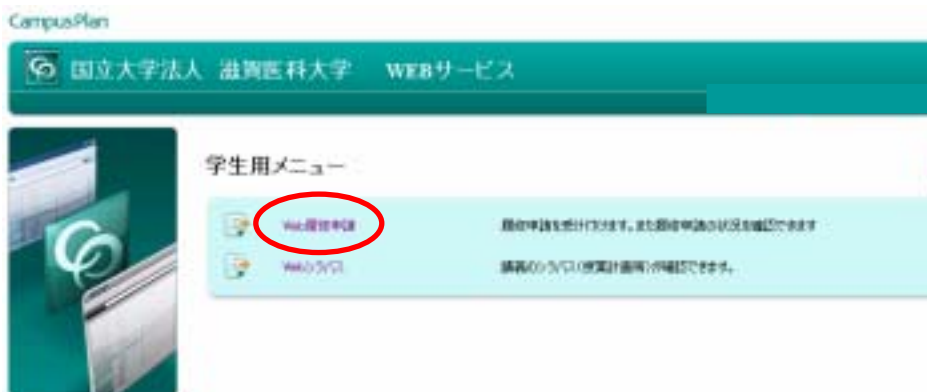 CampusPlan
国立大学法人 滋賀医科大学 WEBサービス
学生用メニュー
Web履修申請 履修申請を受け付けます。また履修申請の状況を確認できます
Webシラバス 講義のシラバス(授業計画等)が確認できます。